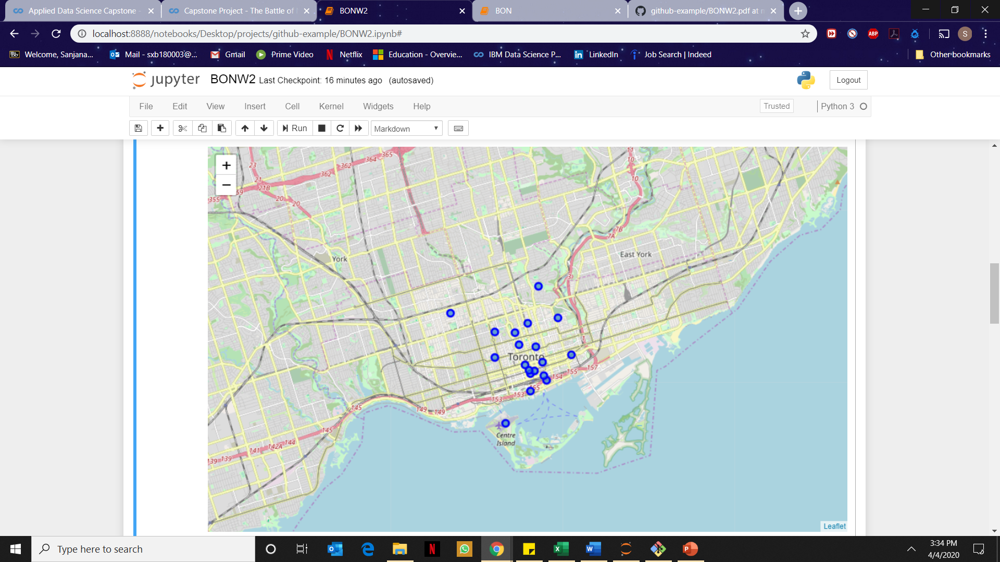 Applied Data Science Capstone -
Capstone Project - The Battle of
BONW2
BON
github-example/BONW2.pdf at m
localhost:8888/notebooks/Desktop/projects/github-example/BONW2.ipynb#
ABP
S
Bb Welcome, Sanjana...
Mail - sxb180003@...
Gmail
Prime Video
Netflix
Education - Overvie...
IBM Data Science P...
LinkedIn
Job Search | Indeed
Other bookmarks
jupyter BONW2 Last Checkpoint: 16 minutes ago (autosaved)
Logout
File Edit View Insert Cell Kernel Widgets Help
Trusted
Python 3
Run
Markdown
+
−
23
21
21B
59
355
20
20
362
362
364
365
11
10
10
7B
7A
3
1
York
East York
Toronto
157
155
154
155
153
153
149
149
145
145
144
142A
141
139
139
Centre
Island
Leaflet
Type here to search
3:34 PM
4/4/2020